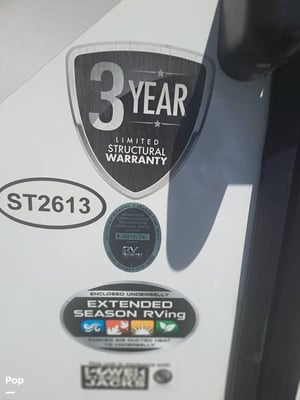 3 YEAR
LIMITED
STRUCTURAL
WARRANTY
ST2613
RV
ENCLOSED UNDERBELLY
EXTENDED
SEASON RVing
FORCED AIR DUCTED HEAT
TO UNDERBELLY
POWER
JACKS
Pop